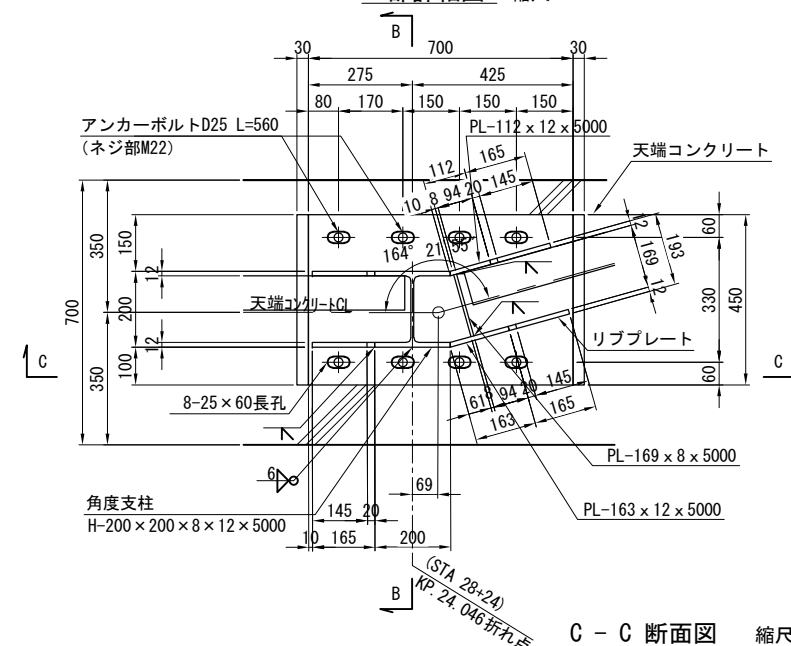 縮尺
B
30 700 30
275 425
80 170 150 150 150
アンカーボルトD25 L=560
(ネジ部M22)
PL-112 x 12 x 5000
天端コンクリート
112 165
10 8 94 20 145
700
350
350
150
12
200
12
100
164° 21' 55"
12
169
12
193
60
330
60
450
天端コンクリートCL
リブプレート
C
C
8-25×60長孔
61 8 94 20 145
163 165
6
69
PL-169 x 8 x 5000
PL-163 x 12 x 5000
角度支柱
H-200×200×8×12×5000
145 20
10 165 200
B
(STA 28+24)
KP. 24.046折れ点
C - C 断面図 縮尺